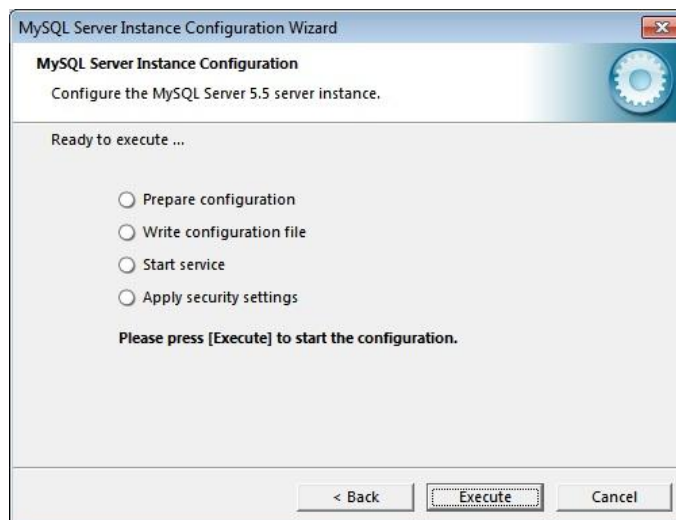 MySQL Server Instance Configuration Wizard
MySQL Server Instance Configuration
Configure the MySQL Server 5.5 server instance.
Ready to execute ...
Prepare configuration
Write configuration file
Start service
Apply security settings
Please press [Execute] to start the configuration.
< Back Execute Cancel